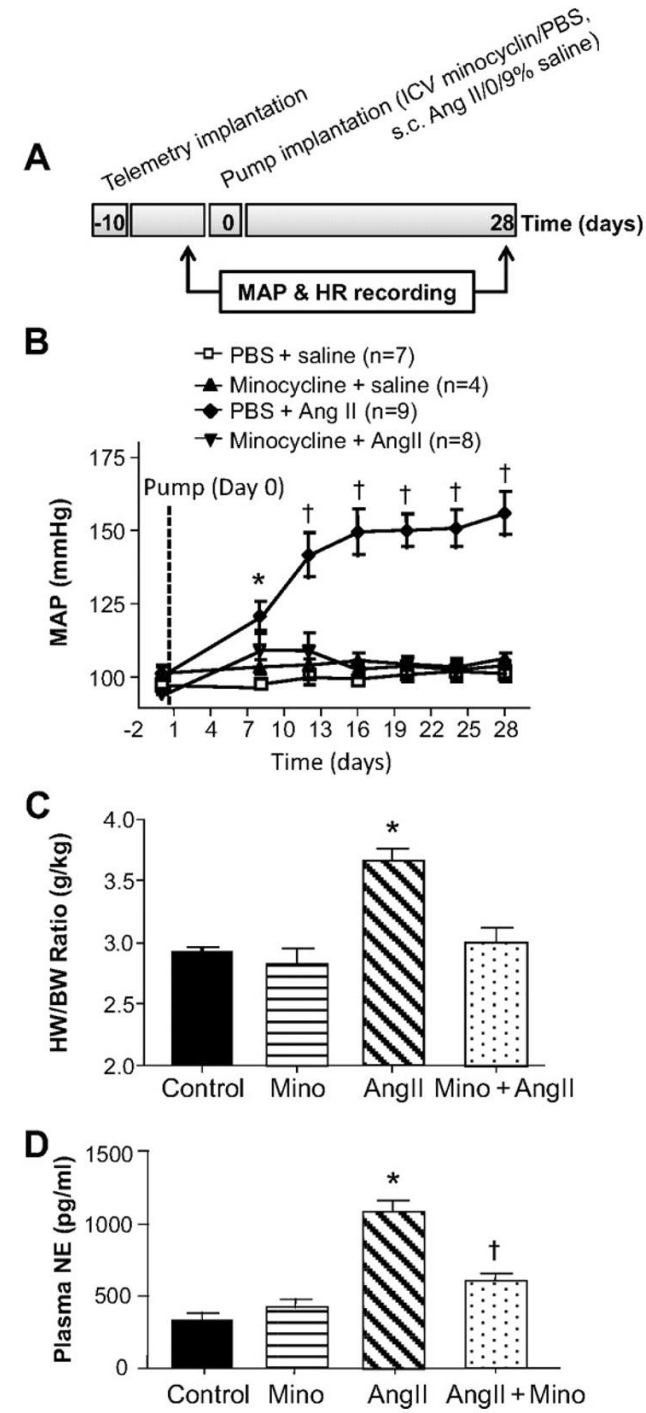 A
Telemetry implantation
Pump implantation (ICV minocyclin/PBS,
s.c. Ang II/0/9% saline)
-10 0 28 Time (days)
MAP & HR recording
B
PBS + saline (n=7)
Minocycline + saline (n=4)
PBS + Ang II (n=9)
Minocycline + AngII (n=8)
MAP (mmHg)
175
150
125
100
Pump (Day 0)
* † † † † †
-2 1 4 7 10 13 16 19 22 25 28
Time (days)
C
HW/BW Ratio (g/kg)
4.0
3.5
3.0
2.5
2.0
*
Control Mino AngII Mino + AngII
D
Plasma NE (pg/ml)
1500
1000
500
0
*
†
Control Mino AngII AngII + Mino